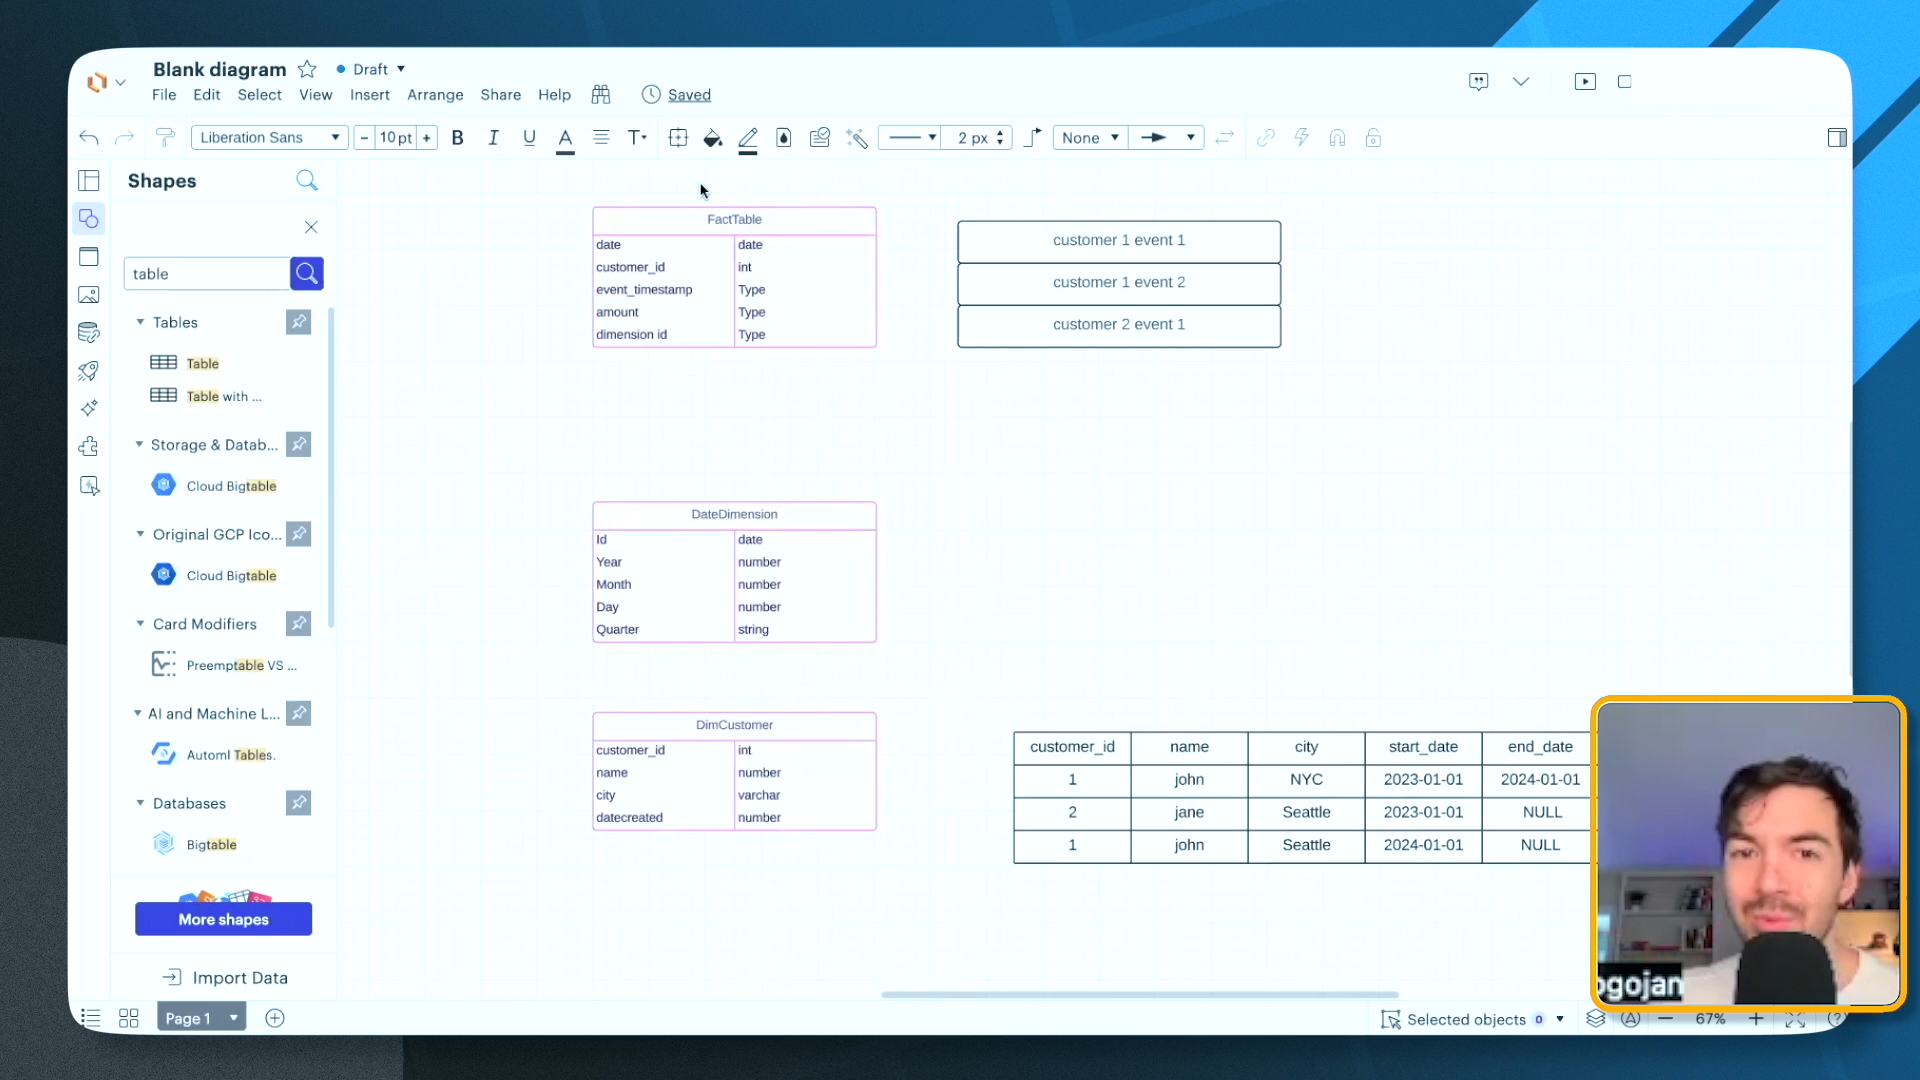 Blank diagram
Draft
File Edit Select View Insert Arrange Share Help Saved
Liberation Sans - 10 pt + B I U A T 2 px None
Shapes
table
Tables
Table
Table with ...
Storage & Datab...
Cloud Bigtable
Original GCP Ico...
Cloud Bigtable
Card Modifiers
Preemptable VS ...
AI and Machine L...
Automl Tables.
Databases
Bigtable
More shapes
Import Data
FactTable
date date
customer_id int
event_timestamp Type
amount Type
dimension id Type
customer 1 event 1
customer 1 event 2
customer 2 event 1
DateDimension
Id date
Year number
Month number
Day number
Quarter string
DimCustomer
customer_id int
name number
city varchar
datecreated number
customer_id name city start_date end_date
1 john NYC 2023-01-01 2024-01-01
2 jane Seattle 2023-01-01 NULL
1 john Seattle 2024-01-01 NULL
ogojan
Page 1
Selected objects 0
67%